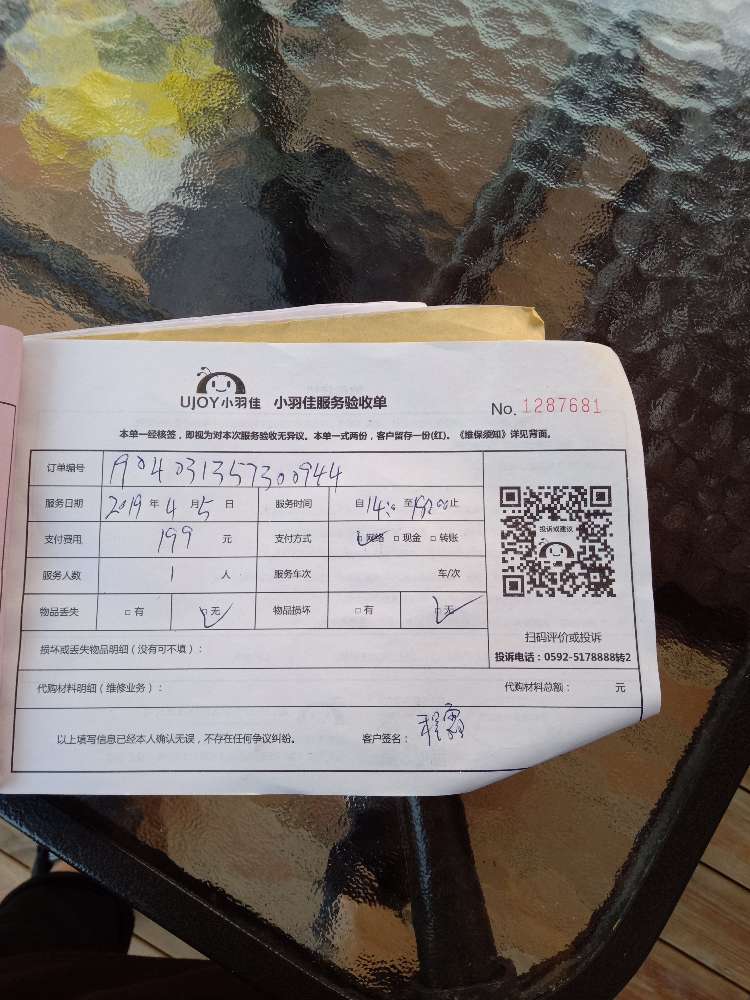 UJOY小羽佳 小羽佳服务验收单
No. 1287681
本单一经核签，即视为对本次服务验收无异议。本单一式两份，客户留存一份(红)。《维保须知》详见背面。
订单编号 1904031357300944
服务日期 2019 年 4 月 5 日 服务时间 自 14:00 至 18:00 止
支付费用 199 元 支付方式 □网络 □现金 □转账
服务人数 1 人 服务车次 车/次
物品丢失 □有 □无 物品损坏 □有 □无
投诉或建议
扫码评价或投诉
投诉电话：0592-5178888转2
损坏或丢失物品明细（没有可不填）：
代购材料明细（维修业务）： 代购材料总额： 元
以上填写信息已经本人确认无误，不存在任何争议纠纷。 客户签名： 程霞